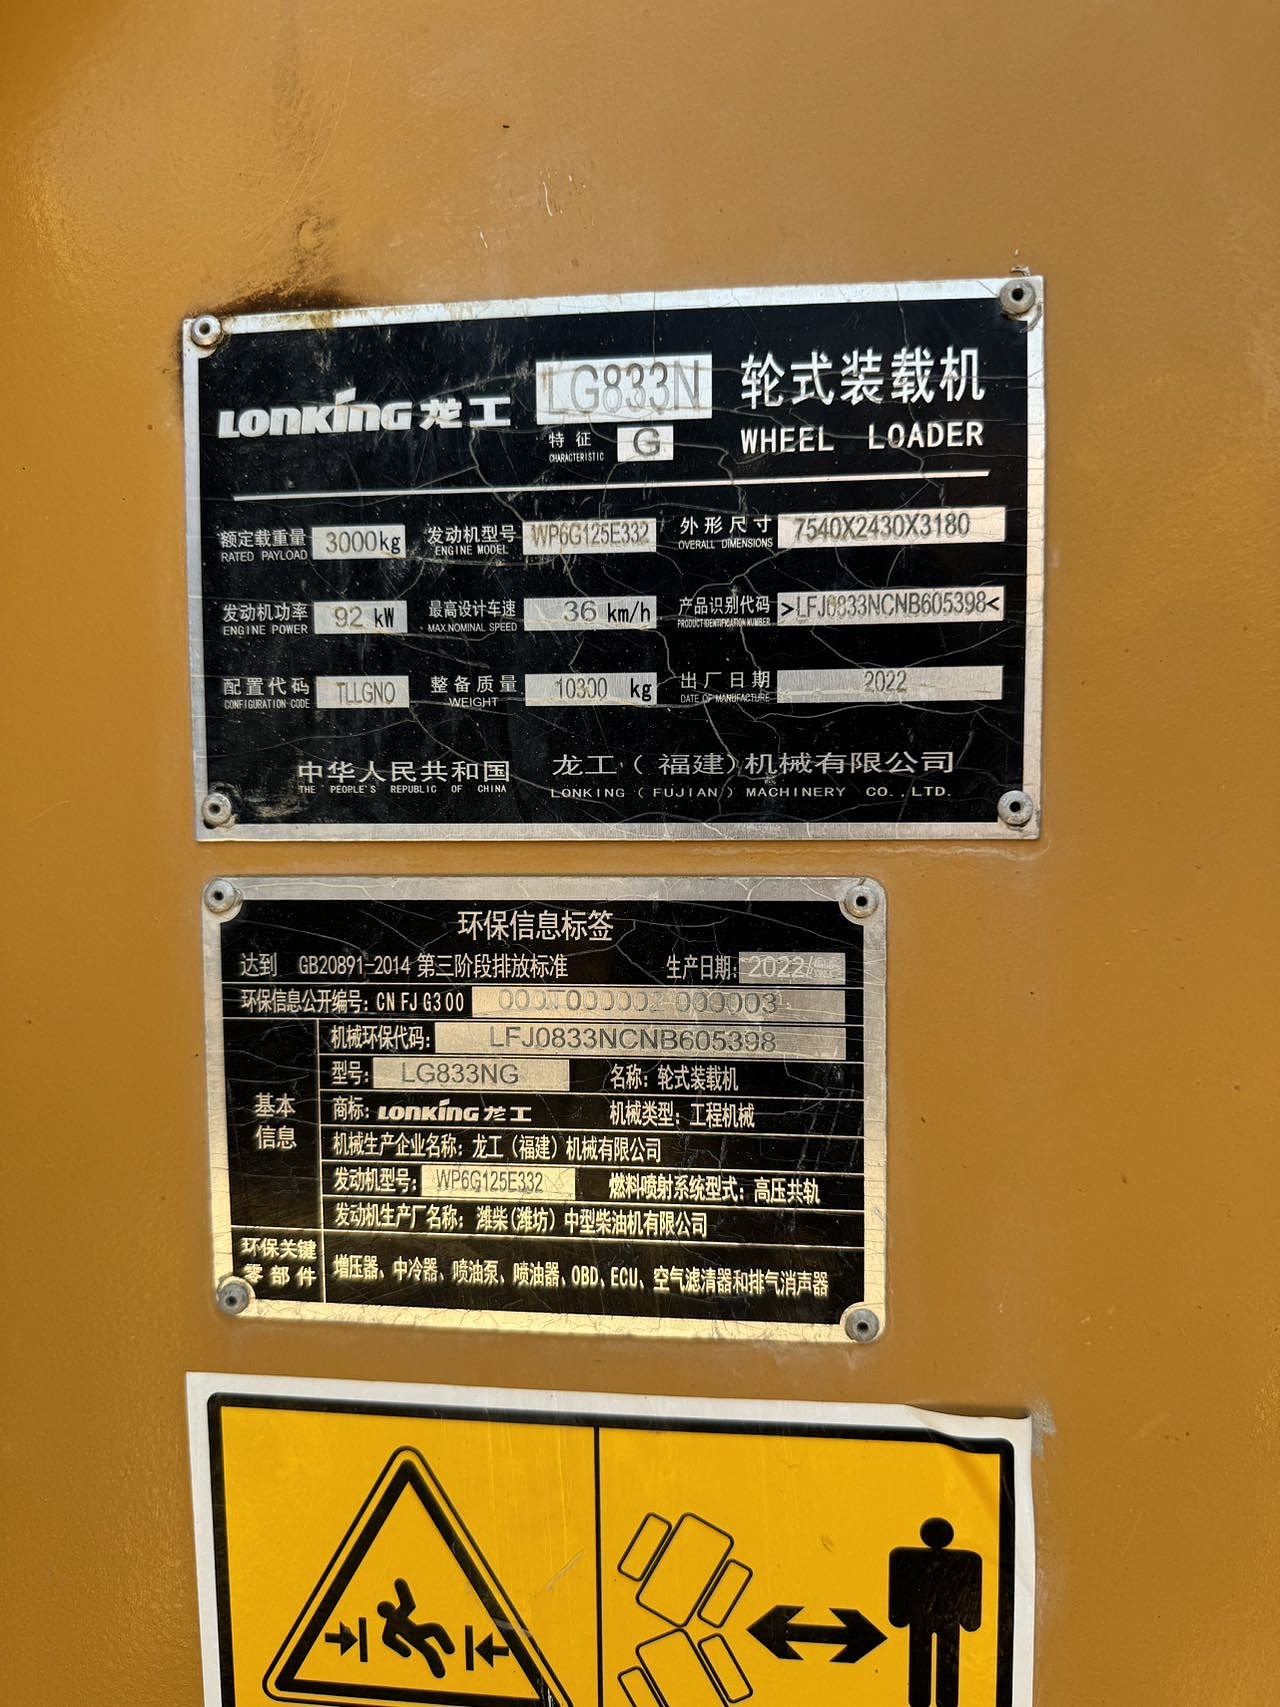 LONKING 龙工 LG833N 轮式装载机
特征 G WHEEL LOADER
CHARACTERISTIC
额定载重量 3000kg 发动机型号 WP6G125E332 外形尺寸 7540X2430X3180
RATED PAYLOAD ENGINE MODEL OVERALL DIMENSIONS
发动机功率 92 kW 最高设计车速 36 km/h 产品识别代码 >LFJ0833NCNB605398<
ENGINE POWER MAX.NOMINAL SPEED PRODUCT IDENTIFICATION NUMBER
配置代码 TLLGNO 整备质量 10300 kg 出厂日期 2022
CONFIGURATION CODE WEIGHT DATE OF MANUFACTURE
中华人民共和国 龙工（福建）机械有限公司
THE PEOPLE'S REPUBLIC OF CHINA LONKING (FUJIAN) MACHINERY CO.,LTD.
环保信息标签
达到 GB20891-2014 第三阶段排放标准 生产日期: 2022/
环保信息公开编号: CN FJ G300 000003
机械环保代码: LFJ0833NCNB605398
型号: LG833NG 名称: 轮式装载机
基本信息
商标: LONKING 龙工 机械类型: 工程机械
机械生产企业名称: 龙工（福建）机械有限公司
发动机型号: WP6G125E332 燃料喷射系统型式: 高压共轨
发动机生产厂名称: 潍柴(潍坊) 中型柴油机有限公司
环保关键零部件 增压器、中冷器、喷油泵、喷油器、OBD、ECU、空气滤清器和排气消声器